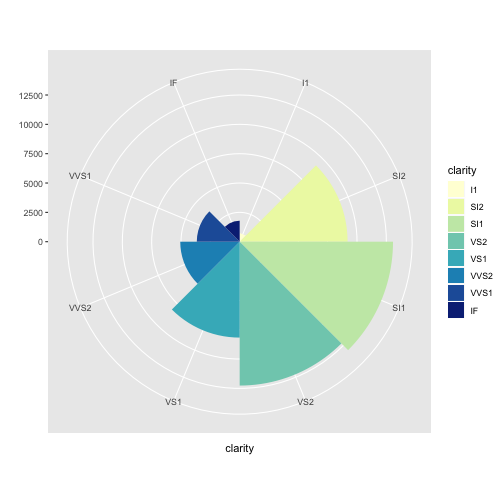 IF
I1
12500
10000
7500
5000
2500
0
VVS1
SI2
VVS2
SI1
VS1
VS2
clarity
clarity
I1
SI2
SI1
VS2
VS1
VVS2
VVS1
IF